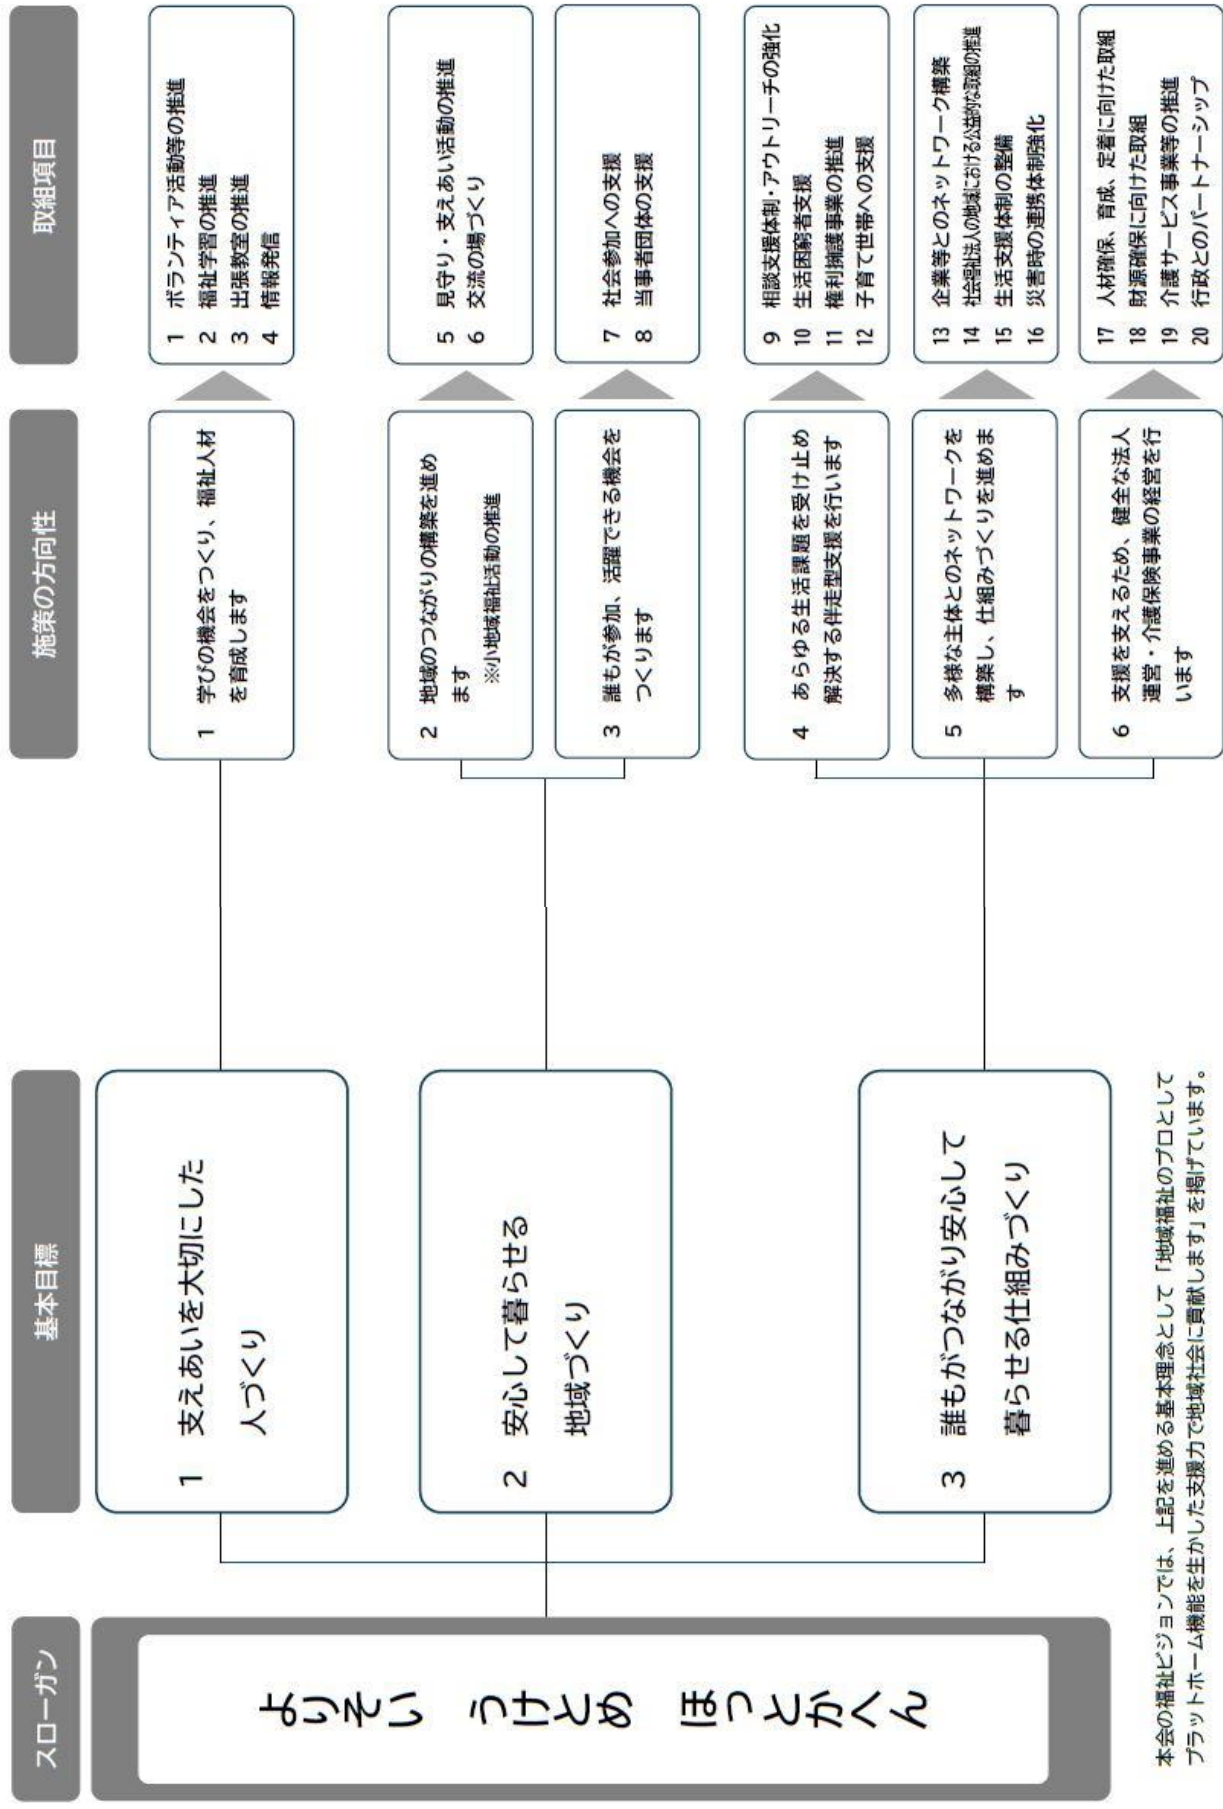 スローガン
基本目標
施策の方向性
取組項目
よりそい うけとめ ほっとかへん
1 支えあいを大切にした
人づくり
1 学びの機会をつくり、福祉人材
を育成します
1 ボランティア活動等の推進
2 福祉学習の推進
3 出張教室の推進
4 情報発信
2 安心して暮らせる
地域づくり
2 地域のつながりの構築を進め
ます
※小地域福祉活動の推進
5 見守り・支えあい活動の推進
6 交流の場づくり
3 誰もが参加、活躍できる機会を
つくります
7 社会参加への支援
8 当事者団体の支援
3 誰もがつながり安心して
暮らせる仕組みづくり
4 あらゆる生活課題を受け止め
解決する伴走型支援を行います
9 相談支援体制・アウトリーチの強化
10 生活困窮者支援
11 権利擁護事業の推進
12 子育て世帯への支援
5 多様な主体とのネットワークを
構築し、仕組みづくりを進めま
す
13 企業等とのネットワーク構築
14 社会福祉法人の地域における公益的な取組の推進
15 生活支援体制の整備
16 災害時の連携体制強化
6 支援を支えるため、健全な法人
運営・介護保険事業の経営を行
います
17 人材確保、育成、定着に向けた取組
18 財源確保に向けた取組
19 介護サービス事業等の推進
20 行政とのパートナーシップ
本会の福祉ビジョンでは、上記を進める基本理念として「地域福祉のプロとして
プラットホーム機能を生かした支援力で地域社会に貢献します」を掲げています。